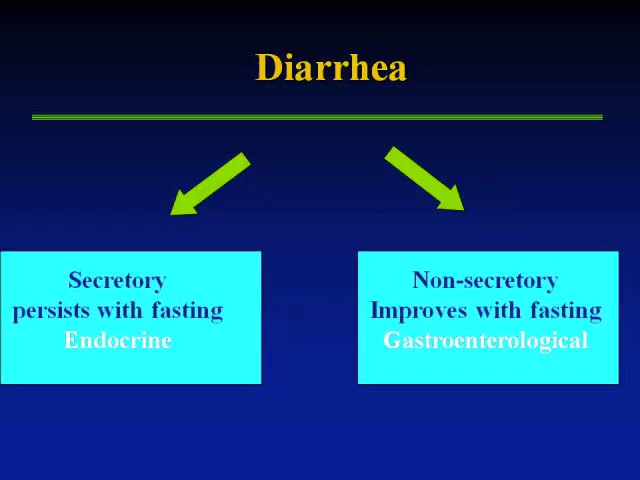 Diarrhea
Secretory
persists with fasting
Endocrine
Non-secretory
Improves with fasting
Gastroenterological